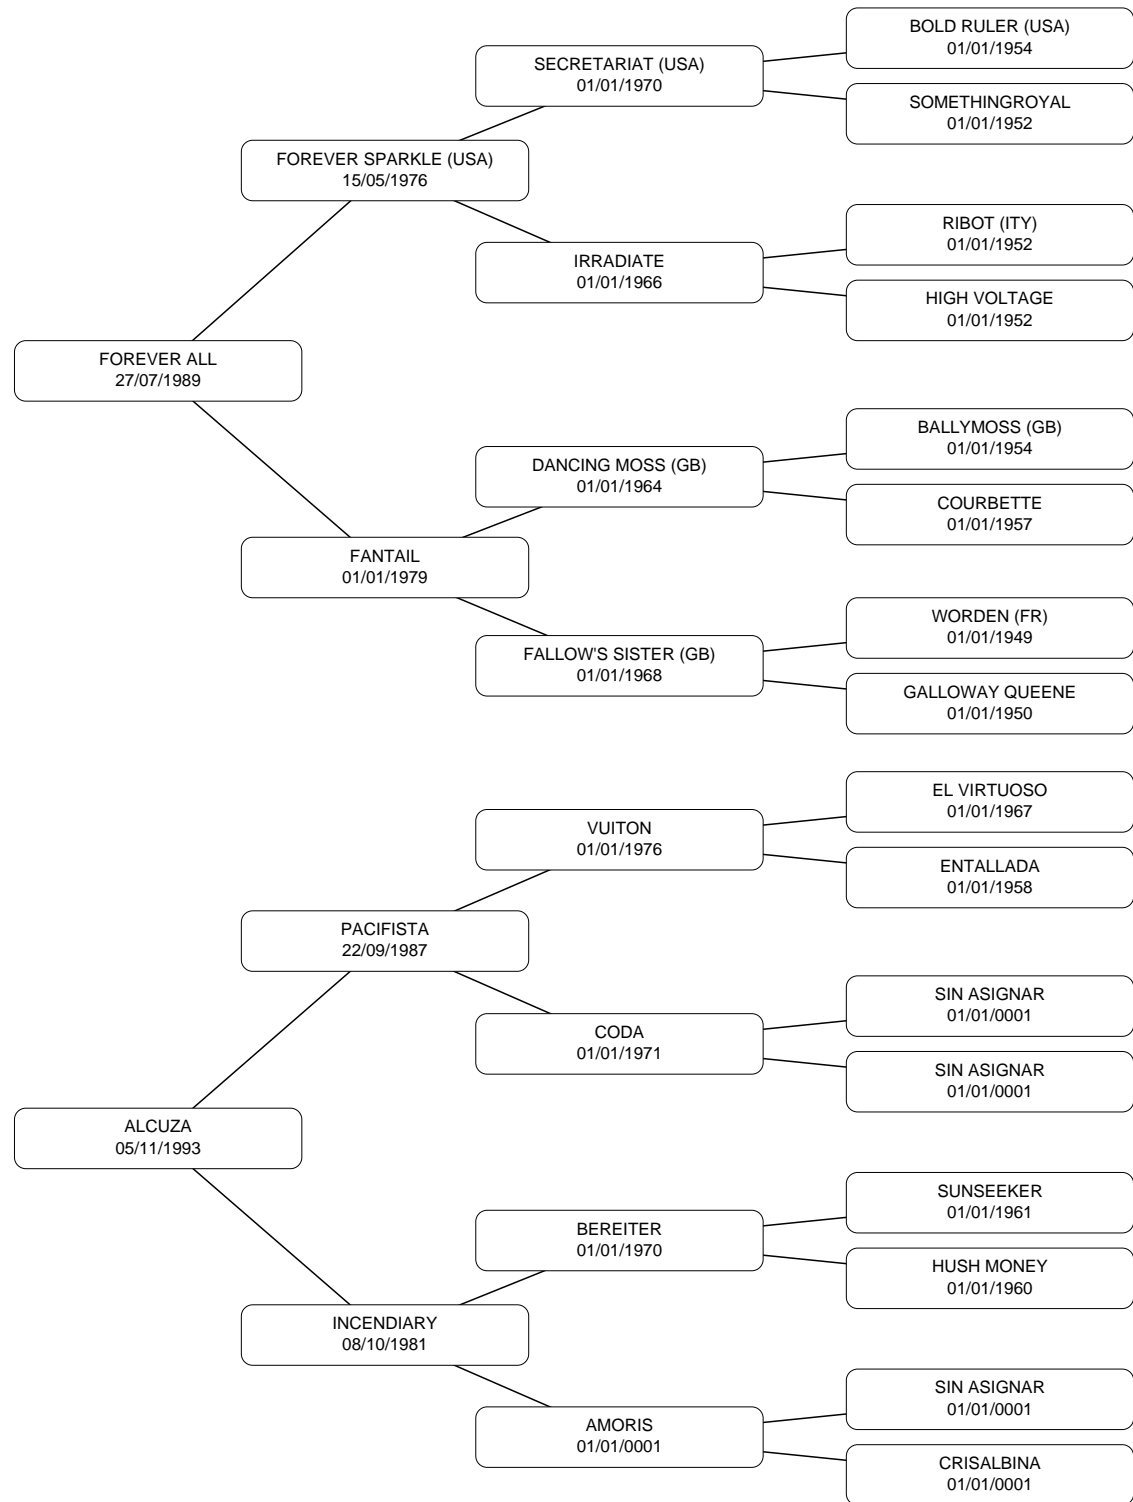 BOLD RULER (USA)
01/01/1954
SECRETARIAT (USA)
01/01/1970
SOMETHINGROYAL
01/01/1952
FOREVER SPARKLE (USA)
15/05/1976
RIBOT (ITY)
01/01/1952
IRRADIATE
01/01/1966
HIGH VOLTAGE
01/01/1952
FOREVER ALL
27/07/1989
BALLYMOSS (GB)
01/01/1954
DANCING MOSS (GB)
01/01/1964
COURBETTE
01/01/1957
FANTAIL
01/01/1979
WORDEN (FR)
01/01/1949
FALLOW'S SISTER (GB)
01/01/1968
GALLOWAY QUEENE
01/01/1950
EL VIRTUOSO
01/01/1967
VUITON
01/01/1976
ENTALLADA
01/01/1958
PACIFISTA
22/09/1987
SIN ASIGNAR
01/01/0001
CODA
01/01/1971
SIN ASIGNAR
01/01/0001
ALCUZA
05/11/1993
SUNSEEKER
01/01/1961
BEREITER
01/01/1970
HUSH MONEY
01/01/1960
INCENDIARY
08/10/1981
SIN ASIGNAR
01/01/0001
AMORIS
01/01/0001
CRISALBINA
01/01/0001